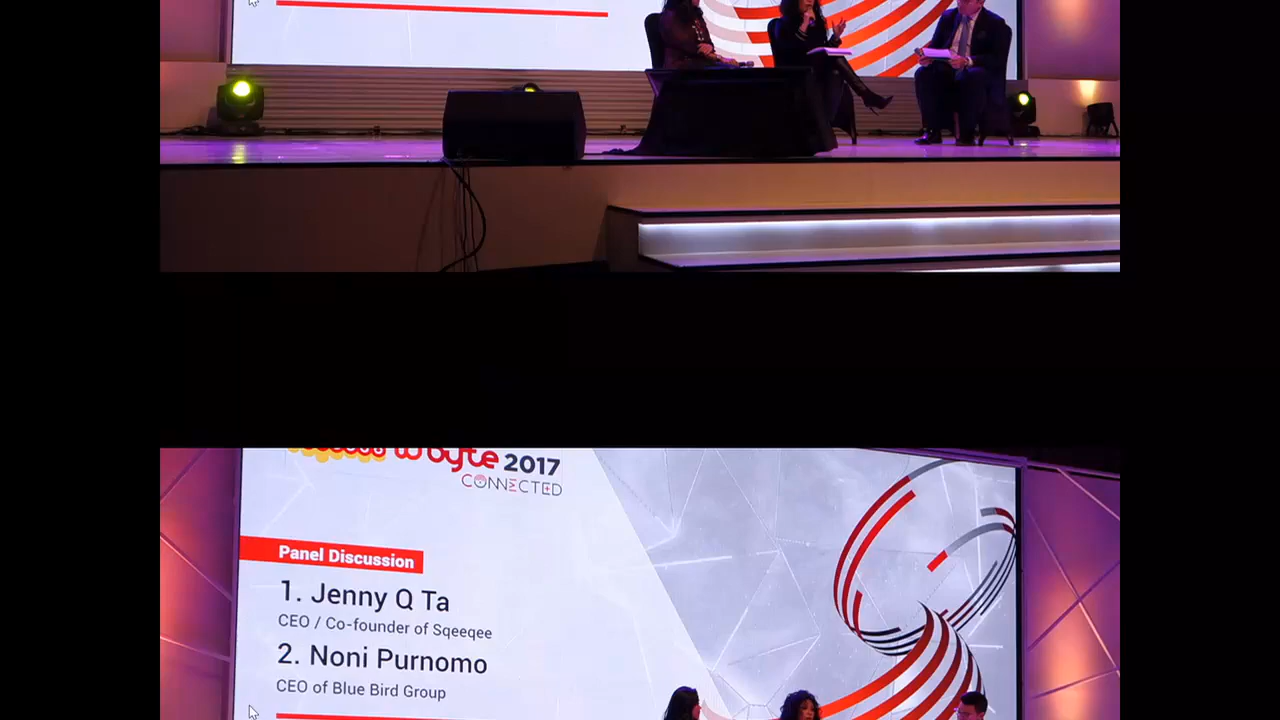 2017
CONNECTED
Panel Discussion
1. Jenny Q Ta
CEO / Co-founder of Sqeeqee
2. Noni Purnomo
CEO of Blue Bird Group